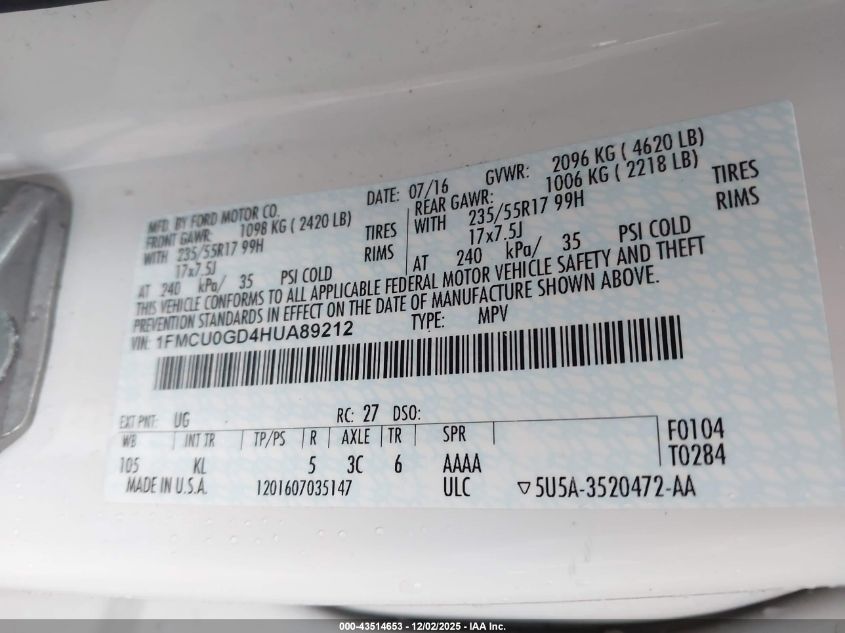 MFD. BY FORD MOTOR CO. DATE: 07/16 GVWR: 2096 KG ( 4620 LB)
FRONT GAWR: 1098 KG ( 2420 LB) REAR GAWR: 1006 KG ( 2218 LB)
WITH 235/55R17 99H TIRES WITH 235/55R17 99H TIRES
17x7.5J RIMS 17x7.5J RIMS
AT 240 kPa/ 35 PSI COLD AT 240 kPa/ 35 PSI COLD
THIS VEHICLE CONFORMS TO ALL APPLICABLE FEDERAL MOTOR VEHICLE SAFETY AND THEFT
PREVENTION STANDARDS IN EFFECT ON THE DATE OF MANUFACTURE SHOWN ABOVE.
VIN: 1FMCU0GD4HUA89212 TYPE: MPV
EXT PNT: UG RC: 27 DSO:
WB INT TR TP/PS R AXLE TR SPR F0104
105 KL 5 3C 6 AAAA T0284
MADE IN U.S.A. 1201607035147 ULC ▽5U5A-3520472-AA
000-43514653 - 12/02/2025 - IAA Inc.